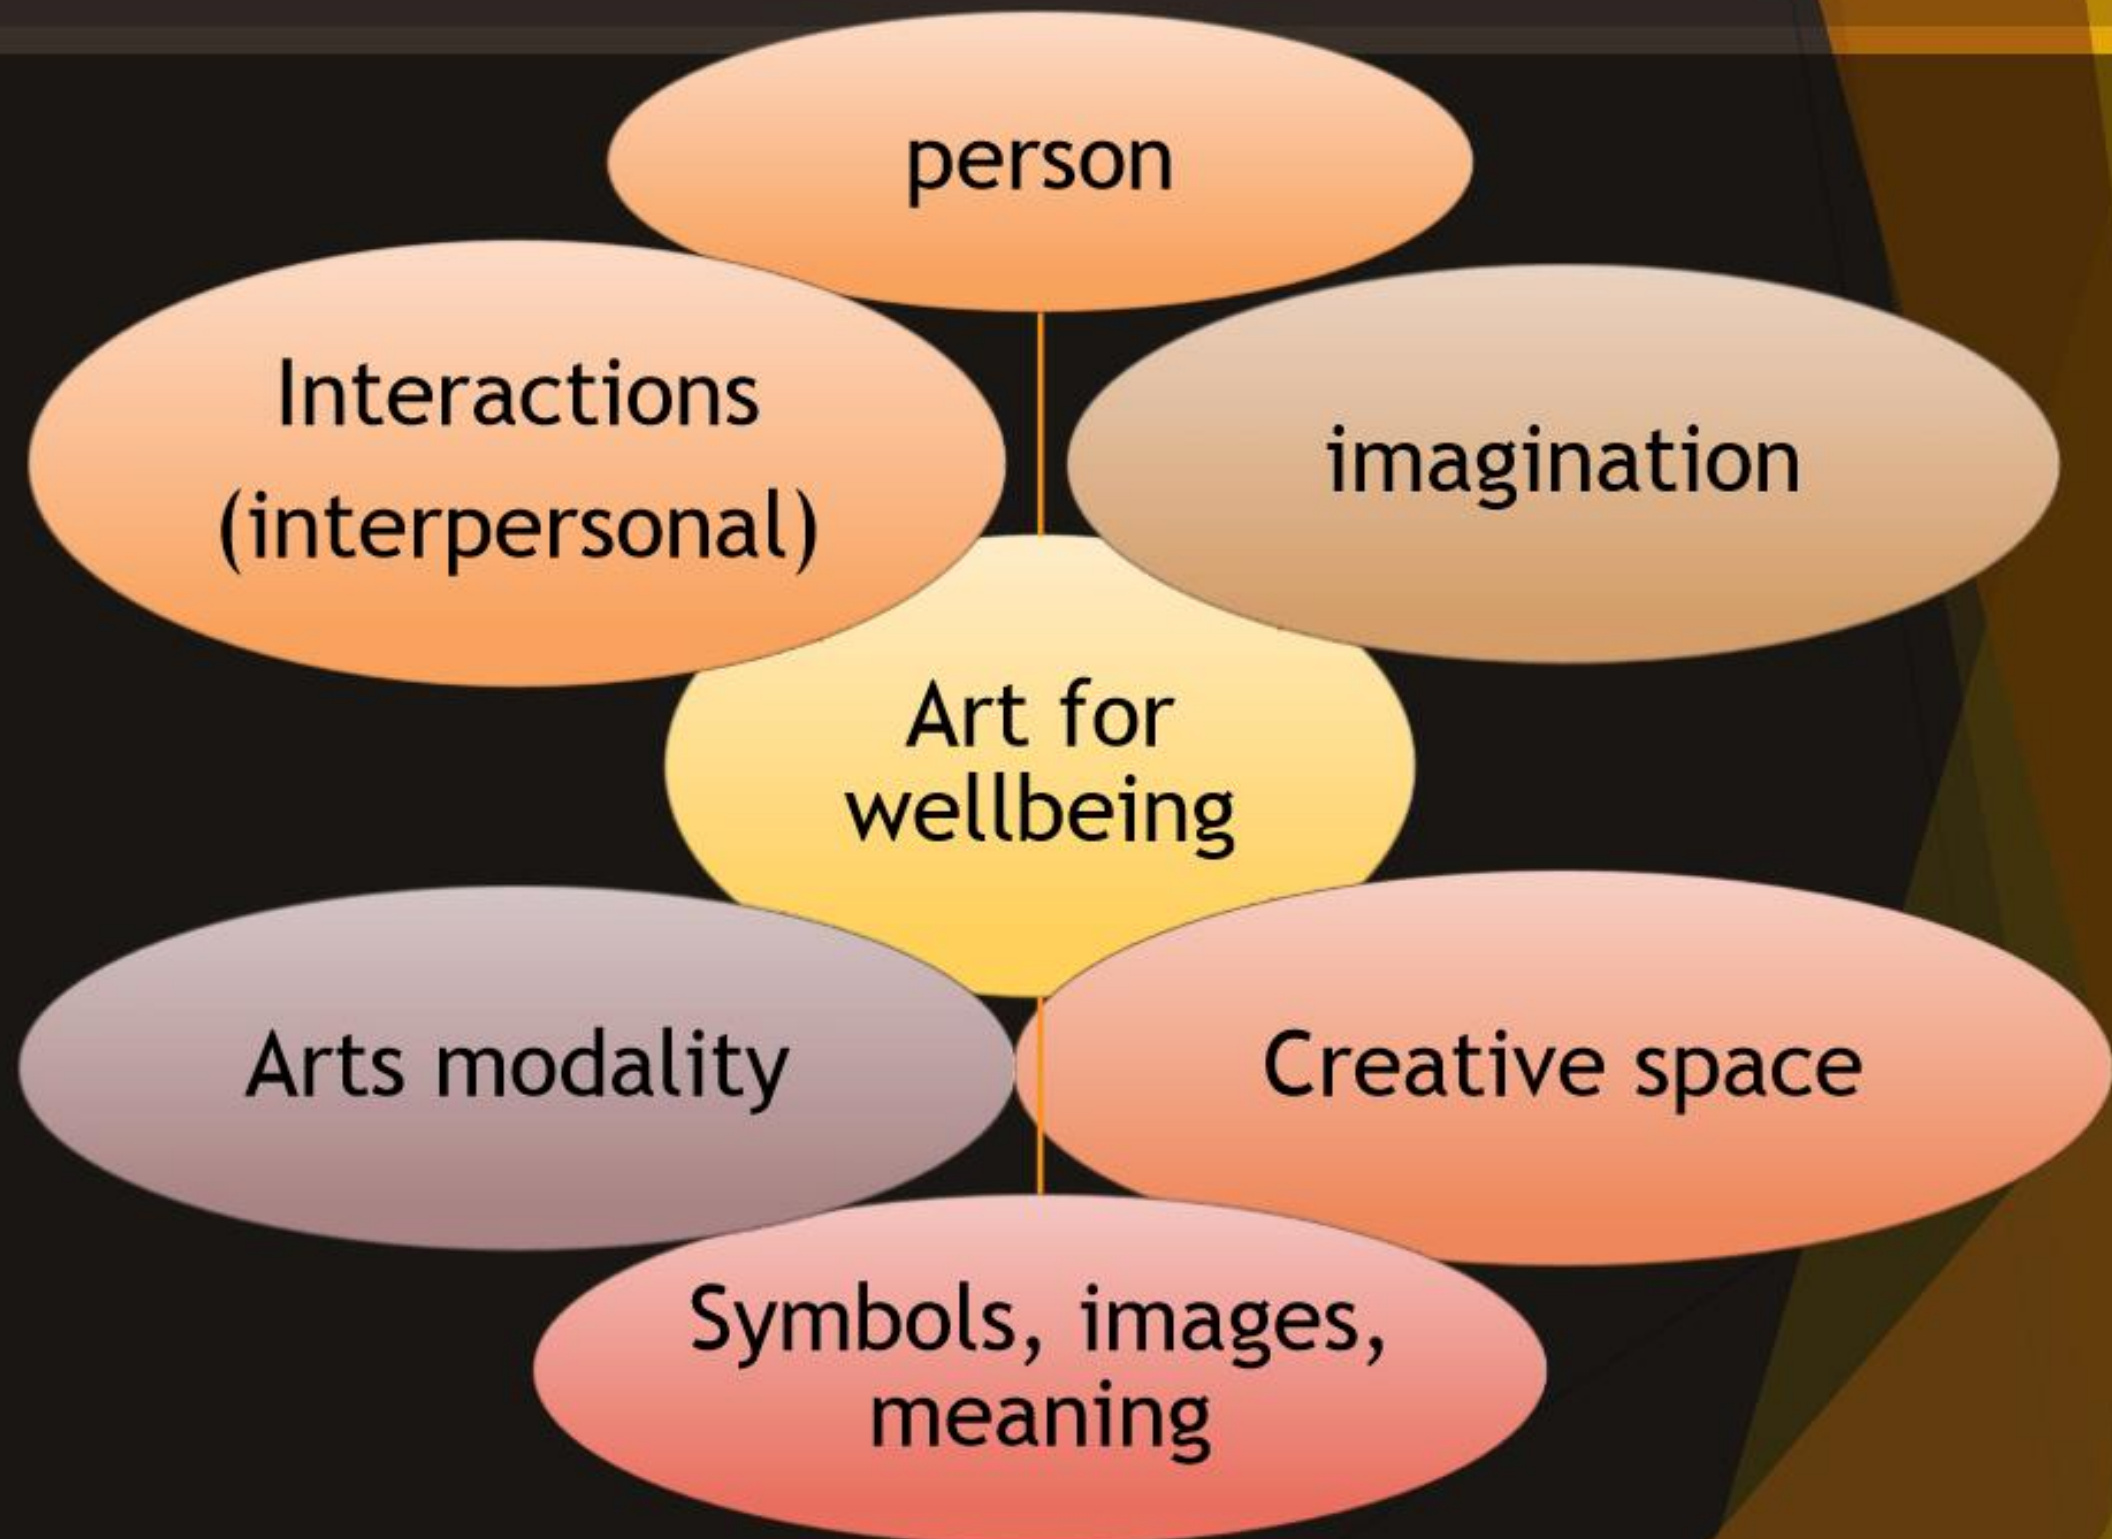 person
Interactions
(interpersonal)
imagination
Art for
wellbeing
Arts modality
Creative space
Symbols, images,
meaning